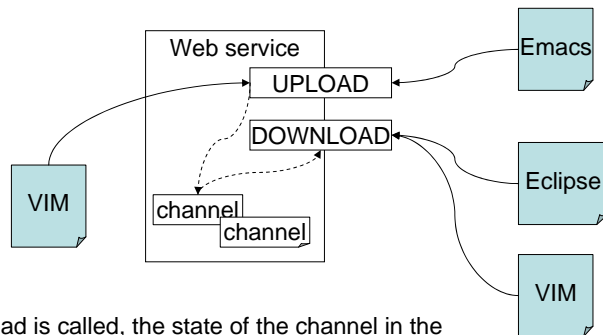 Emacs
Web service
UPLOAD
DOWNLOAD
VIM
Eclipse
channel
channel
VIM
ad is called, the state of the channel in the